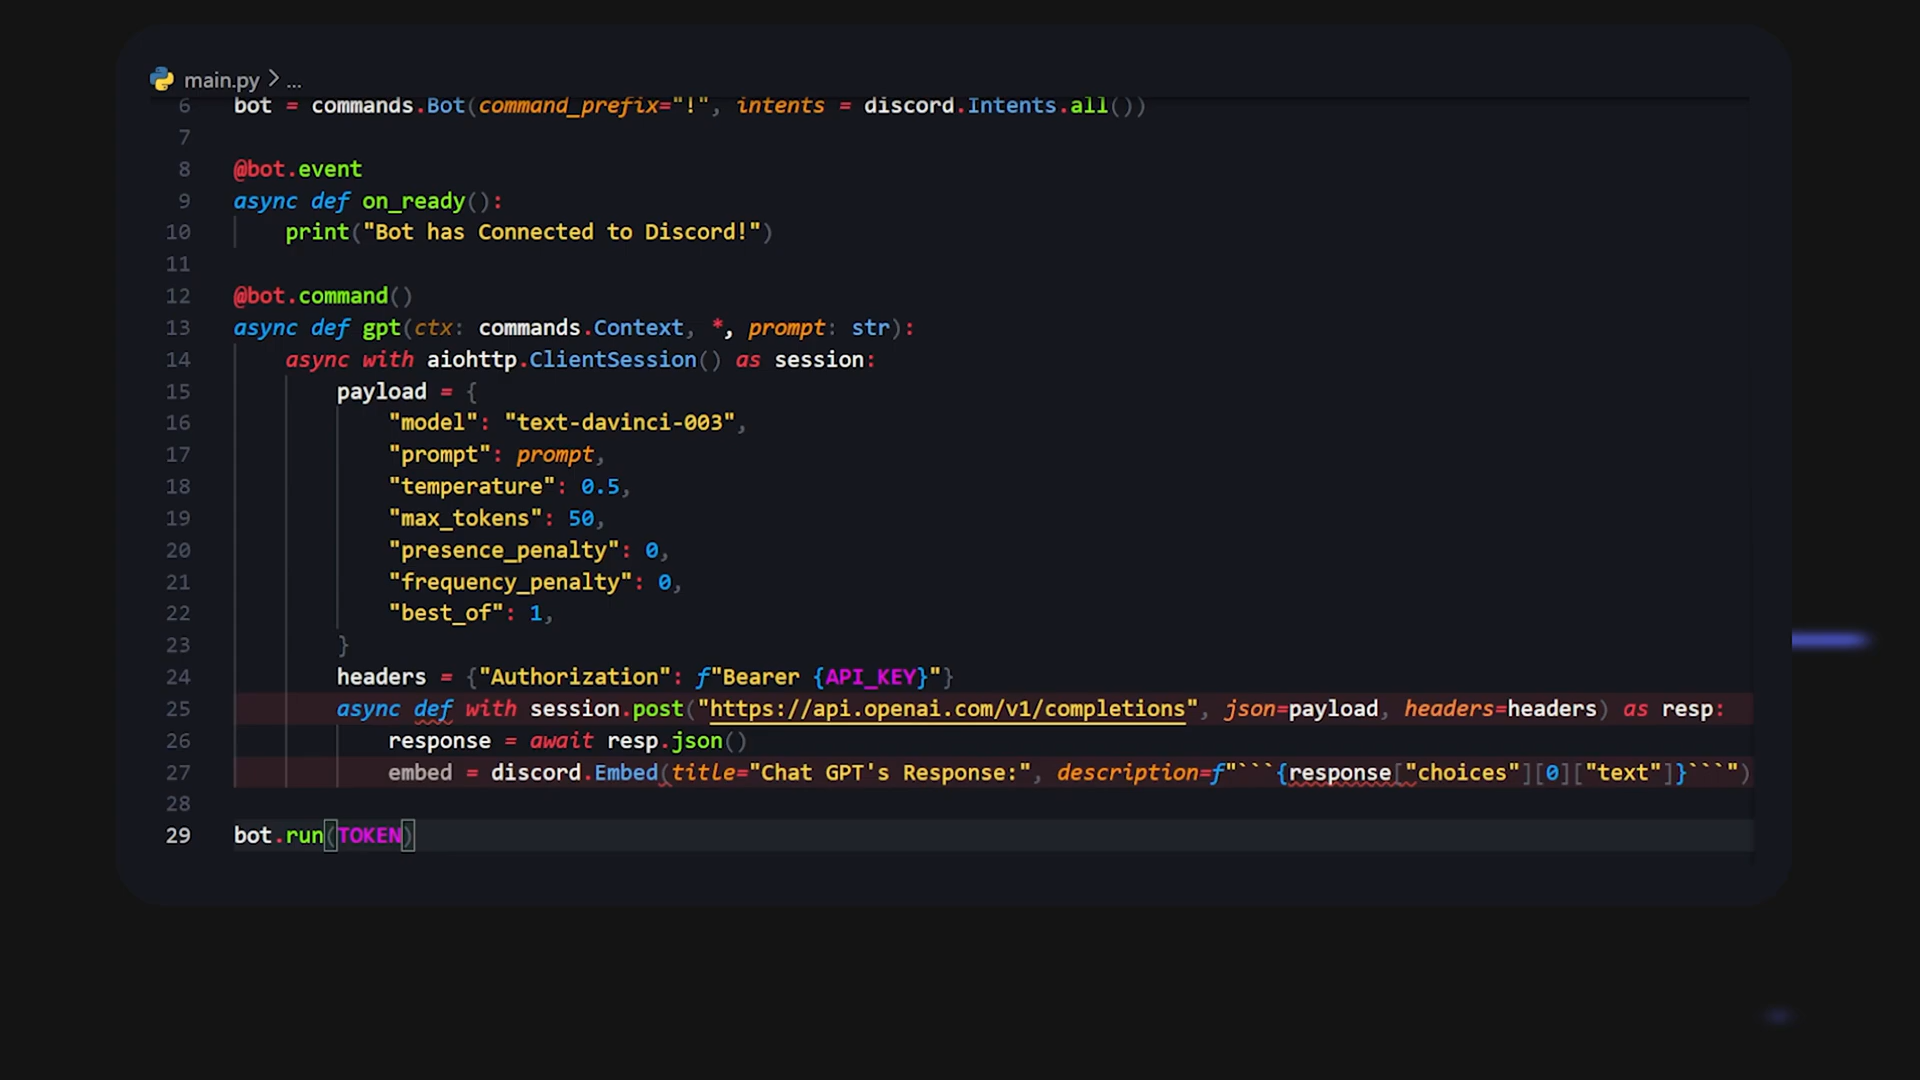 main.py > ...
6 bot = commands.Bot(command_prefix="!", intents = discord.Intents.all())
7
8 @bot.event
9 async def on_ready():
10     print("Bot has Connected to Discord!")
11
12 @bot.command()
13 async def gpt(ctx: commands.Context, *, prompt: str):
14     async with aiohttp.ClientSession() as session:
15         payload = {
16             "model": "text-davinci-003",
17             "prompt": prompt,
18             "temperature": 0.5,
19             "max_tokens": 50,
20             "presence_penalty": 0,
21             "frequency_penalty": 0,
22             "best_of": 1,
23         }
24         headers = {"Authorization": f"Bearer {API_KEY}"}
25         async def with session.post("https://api.openai.com/v1/completions", json=payload, headers=headers) as resp:
26             response = await resp.json()
27             embed = discord.Embed(title="Chat GPT's Response:", description=f"```{response["choices"][0]["text"]}```")
28
29 bot.run(TOKEN)